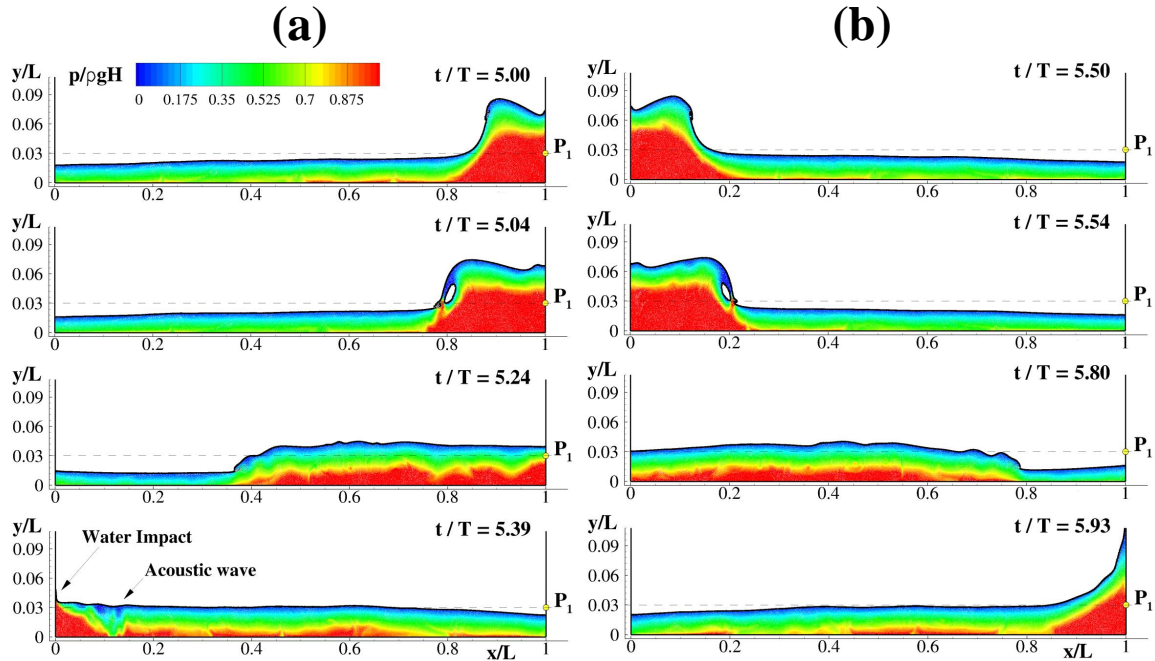 (a)
y/L
p/ρgH
0 0.175 0.35 0.525 0.7 0.875
t / T = 5.00
0.09
0.06
0.03
0
P1
0 0.2 0.4 0.6 0.8 1
y/L
t / T = 5.04
0.09
0.06
0.03
0
P1
0 0.2 0.4 0.6 0.8 1
y/L
t / T = 5.24
0.09
0.06
0.03
0
P1
0 0.2 0.4 0.6 0.8 1
y/L
t / T = 5.39
Water Impact
Acoustic wave
0.09
0.06
0.03
0
P1
0 0.2 0.4 0.6 0.8 1
x/L
(b)
y/L
t / T = 5.50
0.09
0.06
0.03
0
P1
0 0.2 0.4 0.6 0.8 1
y/L
t / T = 5.54
0.09
0.06
0.03
0
P1
0 0.2 0.4 0.6 0.8 1
y/L
t / T = 5.80
0.09
0.06
0.03
0
P1
0 0.2 0.4 0.6 0.8 1
y/L
t / T = 5.93
0.09
0.06
0.03
0
P1
0 0.2 0.4 0.6 0.8 1
x/L